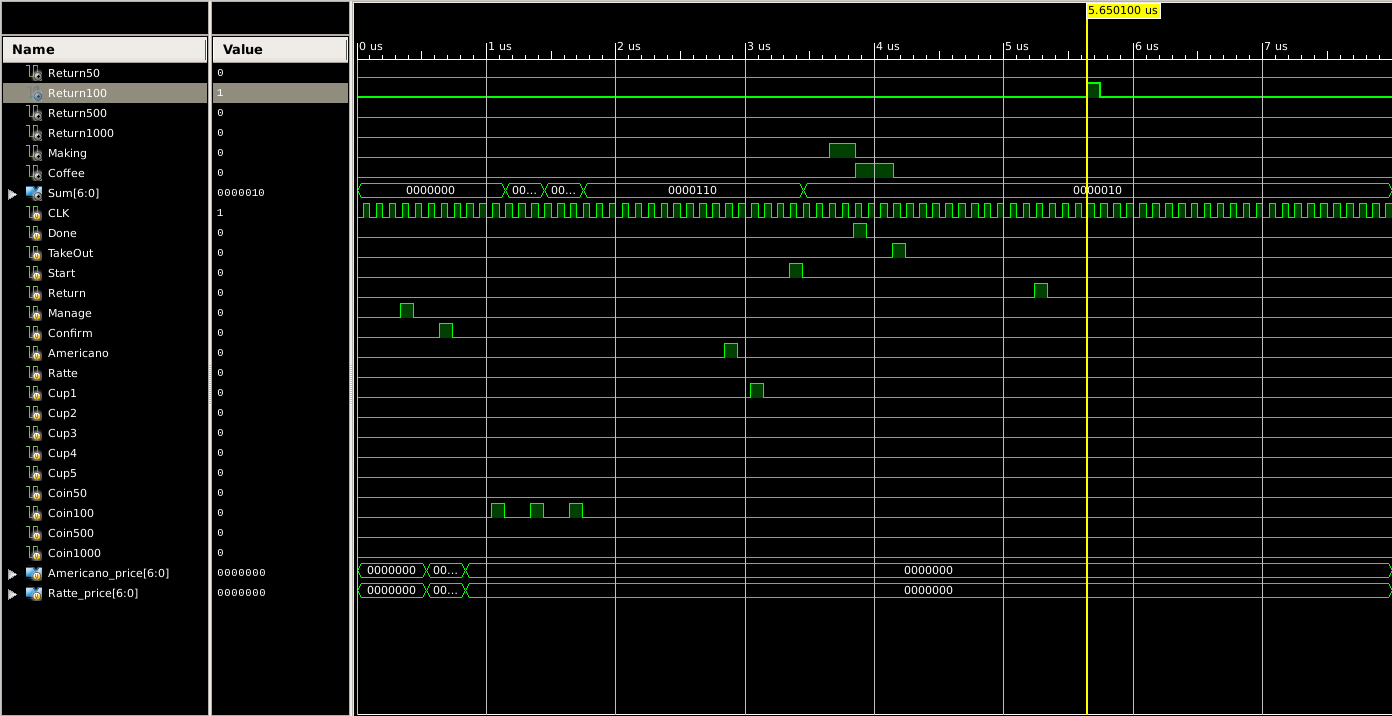 5.650100 us
Name Value 0 us 1 us 2 us 3 us 4 us 5 us 6 us 7 us
Return50 0
Return100 1
Return500 0
Return1000 0
Making 0
Coffee 0
Sum[6:0] 0000010 0000000 00... 00... 0000110 0000010
CLK 1
Done 0
TakeOut 0
Start 0
Return 0
Manage 0
Confirm 0
Americano 0
Ratte 0
Cup1 0
Cup2 0
Cup3 0
Cup4 0
Cup5 0
Coin50 0
Coin100 0
Coin500 0
Coin1000 0
Americano_price[6:0] 0000000 0000000 00... 0000000
Ratte_price[6:0] 0000000 0000000 00... 0000000